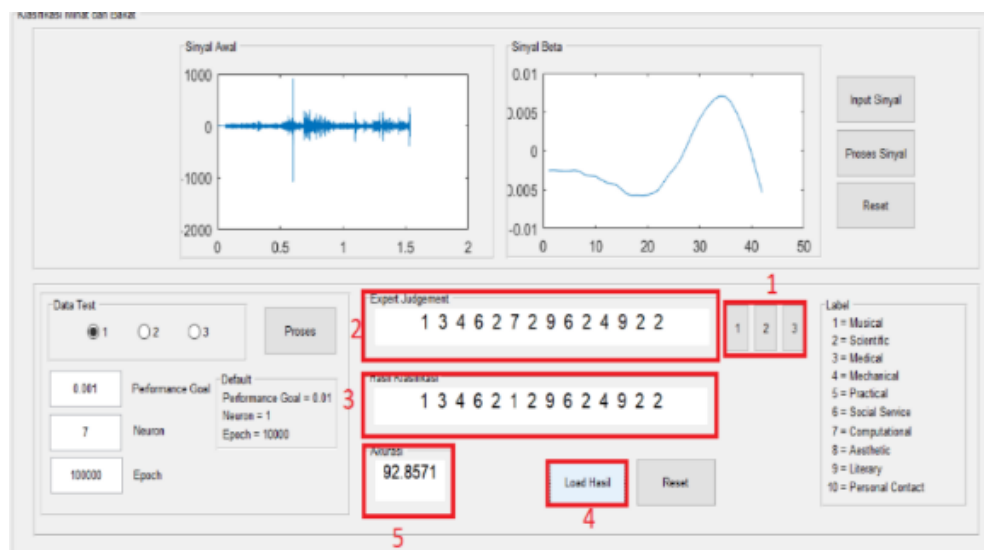 Klasifikasi Minat dan Bakat
Sinyal Awal
1000
0
-1000
-2000
0 0.5 1 1.5 2
Sinyal Beta
0.01
0.005
0
0.005
-0.01
0 10 20 30 40 50
Input Sinyal
Proses Sinyal
Reset
Data Test
1 2 3
Proses
0.001 Performance Goal
7 Neuron
100000 Epoch
Default
Performance Goal = 0.01
Neuron = 1
Epoch = 10000
2
Expert Judgement
1 3 4 6 2 7 2 9 6 2 4 9 2 2
1
1 2 3
3
Hasil Klasifikasi
1 3 4 6 2 1 2 9 6 2 4 9 2 2
Akurasi
92.8571
5
Load Hasil
4
Reset
Label
1 = Musical
2 = Scientific
3 = Medical
4 = Mechanical
5 = Practical
6 = Social Service
7 = Computational
8 = Aesthetic
9 = Literary
10 = Personal Contact